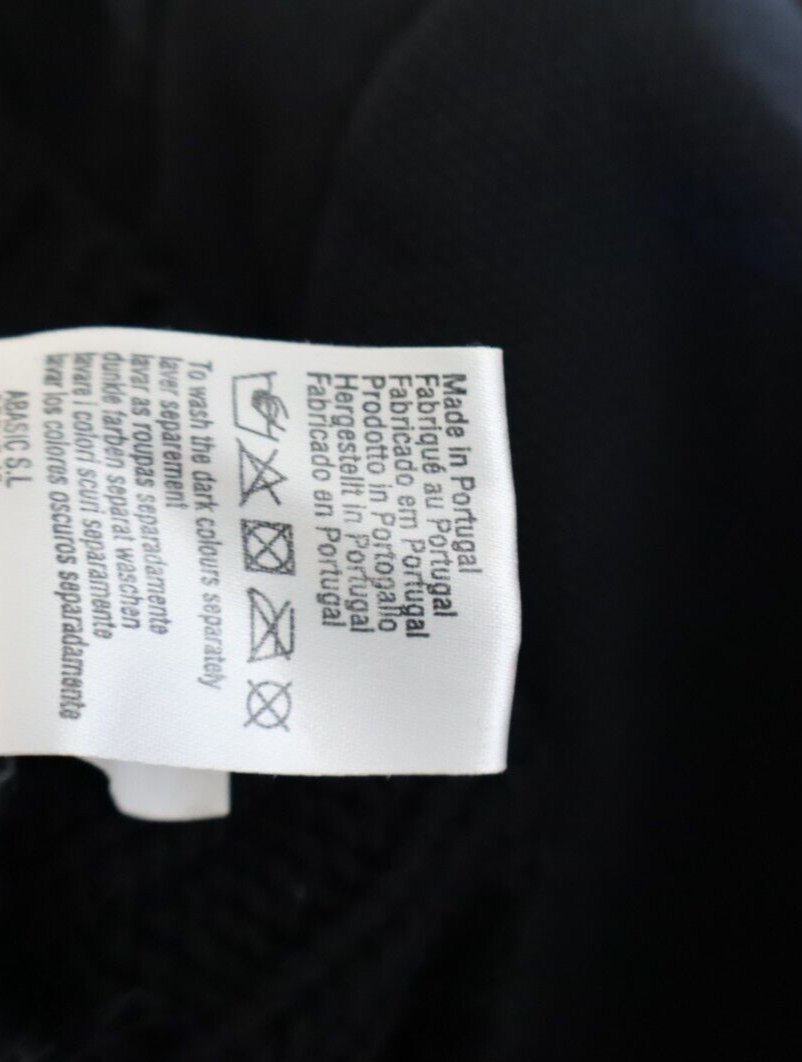 Made in Portugal
Fabriqué au Portugal
Fabricado em Portugal
Prodotto in Portogallo
Hergestellt in Portugal
Fabricado en Portugal
To wash the dark colours separately
laver separement
lavar as roupas separadamente
dunkle farben separat waschen
lavare i colori scuri separamente
lavar los colores oscuros separadamente
ABASIC S.L